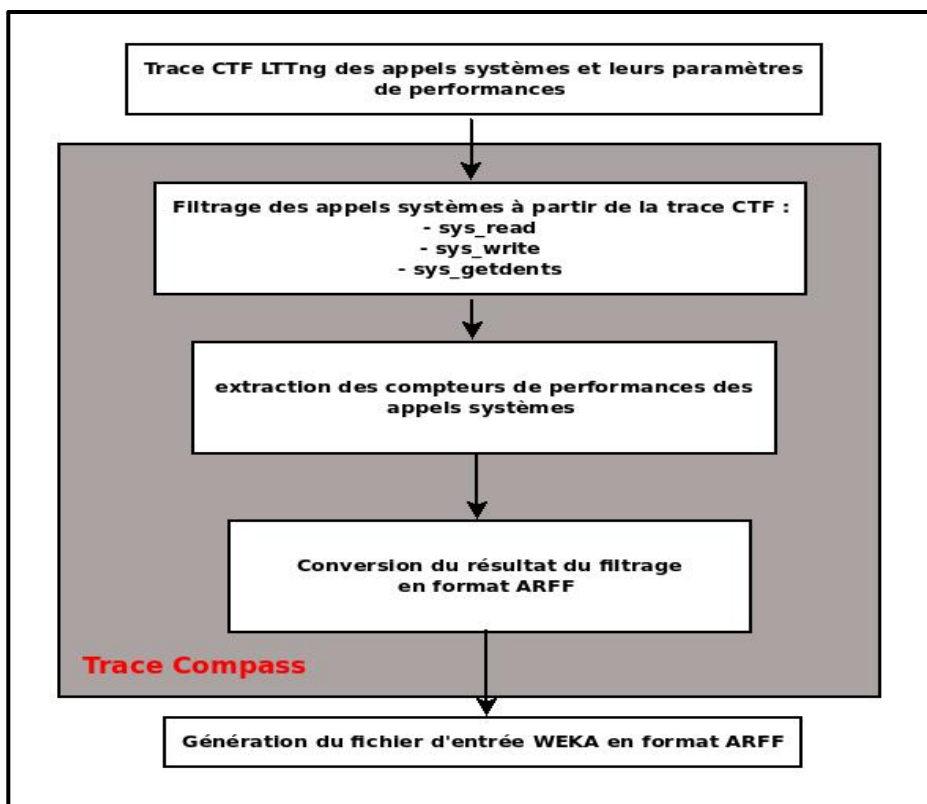 Trace CTF LTTng des appels systèmes et leurs paramètres
de performances
Filtrage des appels systèmes à partir de la trace CTF :
- sys_read
- sys_write
- sys_getdents
extraction des compteurs de performances des
appels systèmes
Conversion du résultat du filtrage
en format ARFF
Trace Compass
Génération du fichier d'entrée WEKA en format ARFF